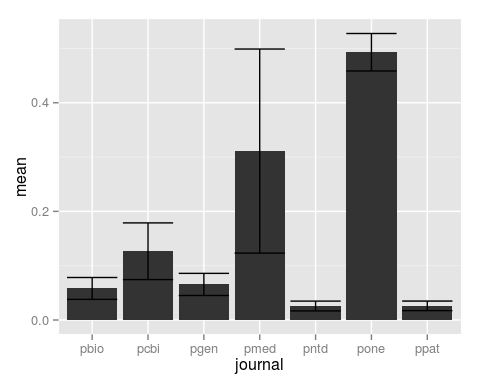 mean
0.4
0.2
0.0
pbio pcbi pgen pmed pntd pone ppat
journal